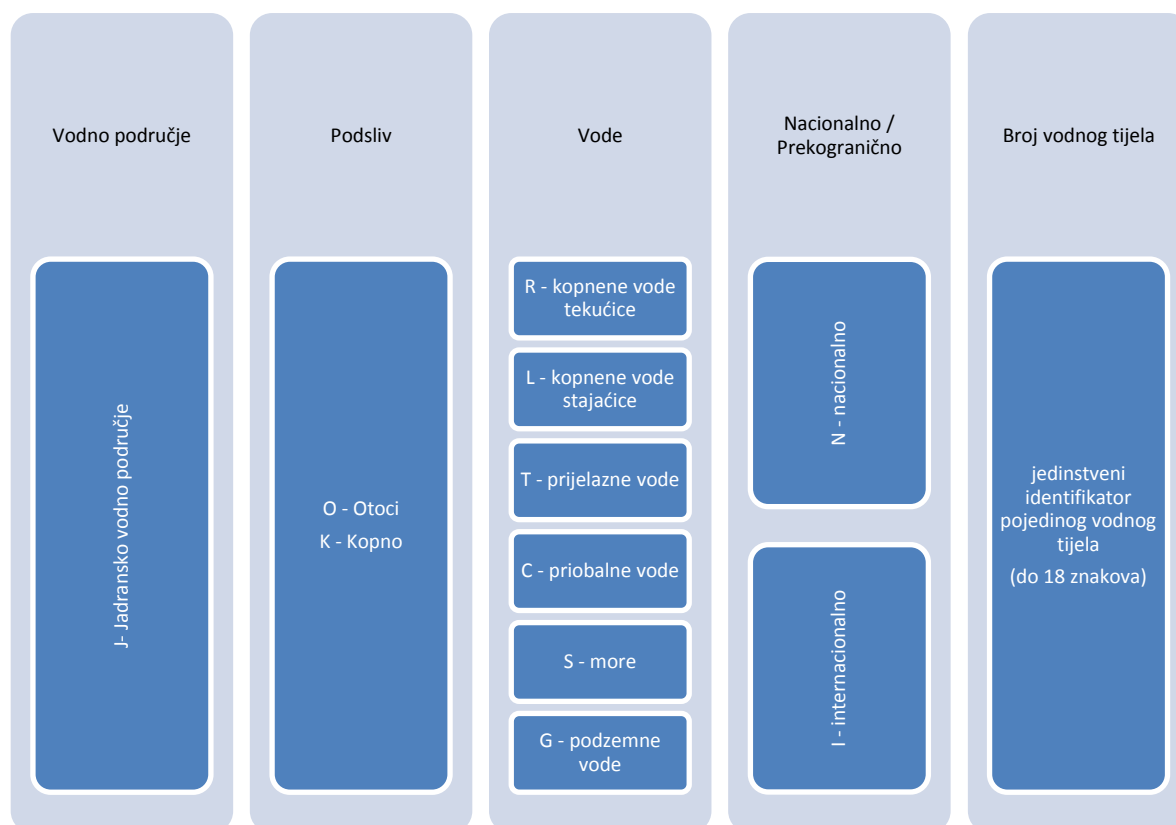 Vodno područje
J- Jadransko vodno područje
Podsliv
O - Otoci
K - Kopno
Vode
R - kopnene vode
tekućice
L - kopnene vode
stajaćice
T - prijelazne vode
C - priobalne vode
S - more
G - podzemne
vode
Nacionalno /
Prekogranično
N - nacionalno
I - internacionalno
Broj vodnog tijela
jedinstveni
identifikator
pojedinog vodnog
tijela
(do 18 znakova)